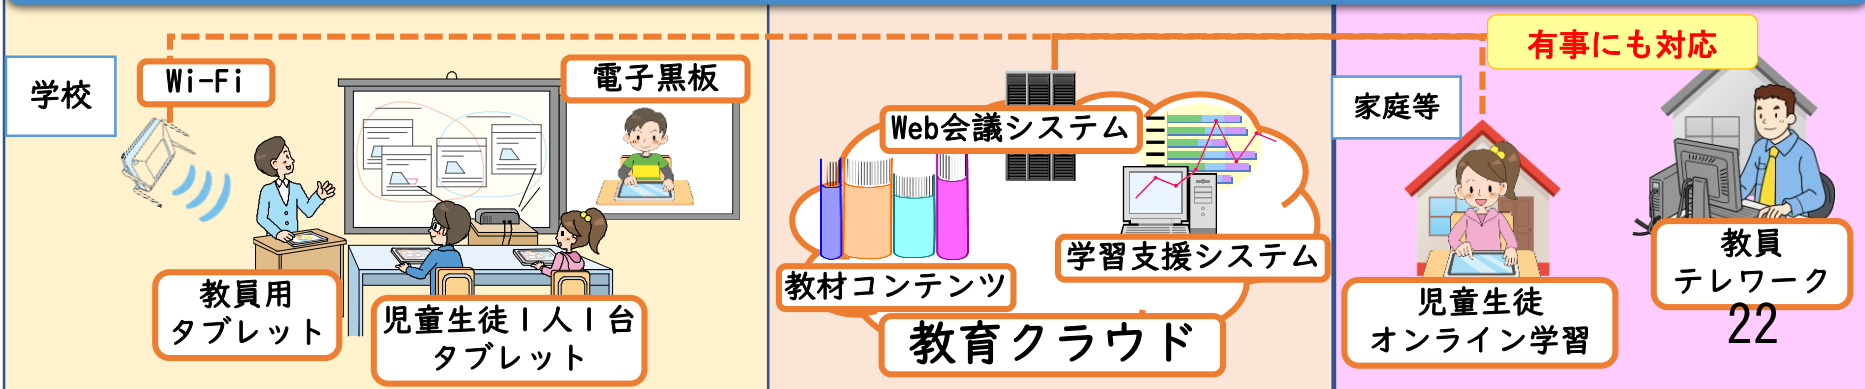 学校
Wi-Fi
電子黒板
教員用
タブレット
児童生徒1人1台
タブレット
Web会議システム
学習支援システム
教材コンテンツ
教育クラウド
有事にも対応
家庭等
児童生徒
オンライン学習
教員
テレワーク
22